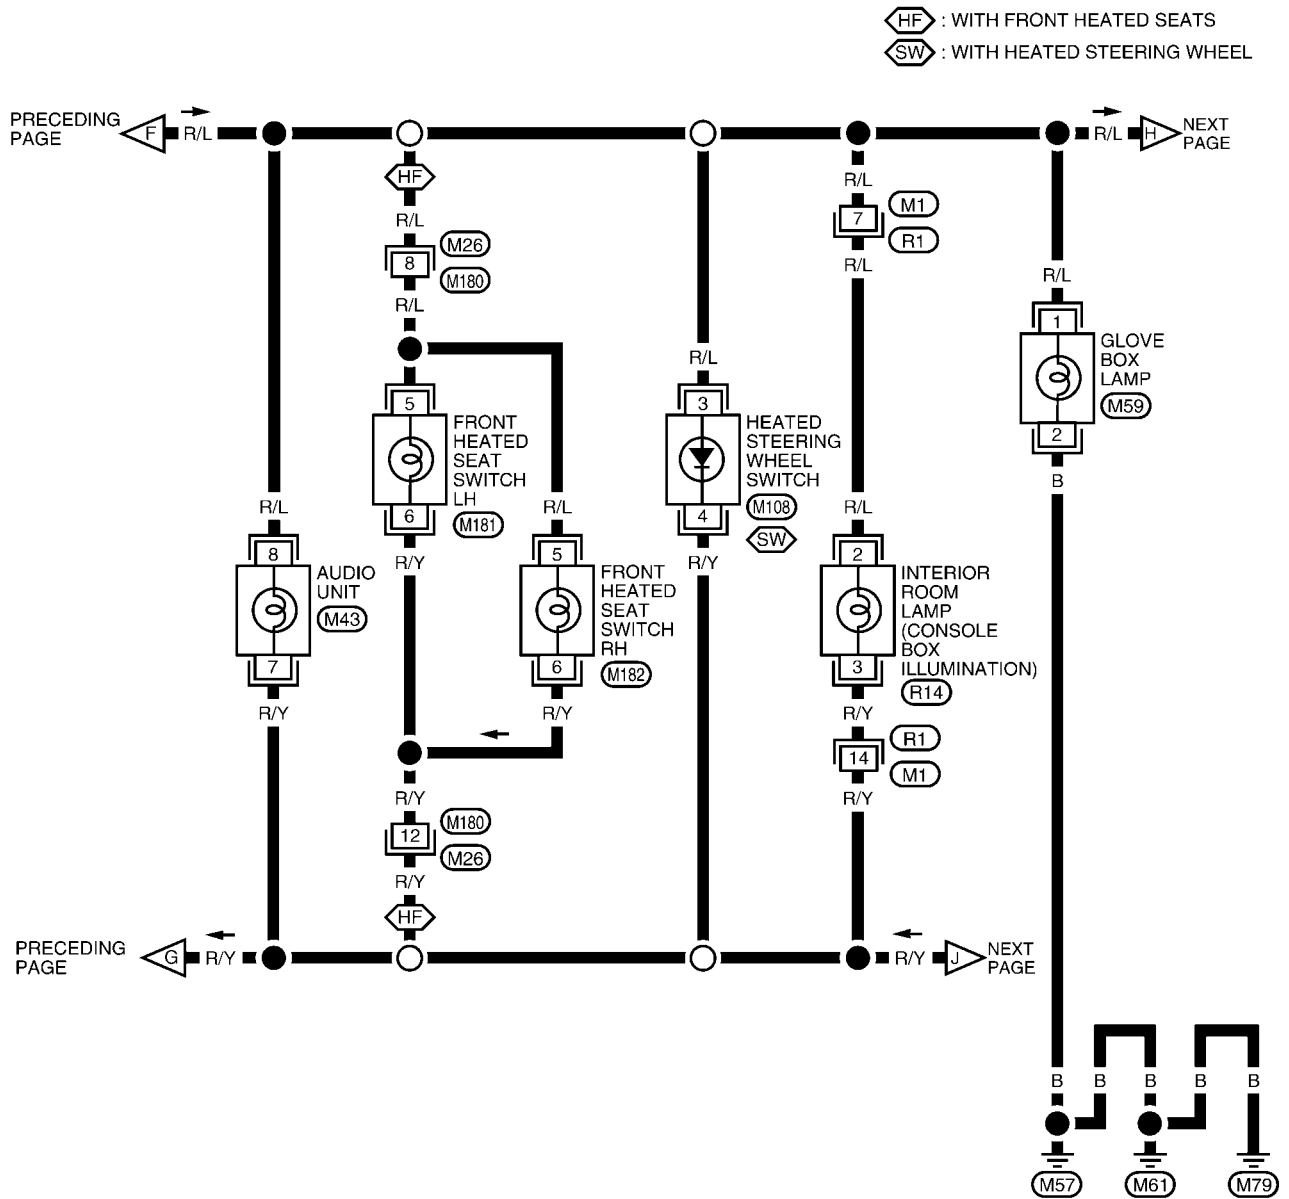 HF : WITH FRONT HEATED SEATS
SW : WITH HEATED STEERING WHEEL
PRECEDING
PAGE
F
R/L
R/L
H
NEXT
PAGE
HF
R/L
8
M26
M180
R/L
R/L
7
M1
R1
R/L
R/L
1
GLOVE
BOX
LAMP
M59
2
B
R/L
3
HEATED
STEERING
WHEEL
SWITCH
M108
SW
4
R/Y
5
FRONT
HEATED
SEAT
SWITCH
LH
M181
6
R/Y
R/L
8
AUDIO
UNIT
M43
7
R/Y
R/L
5
FRONT
HEATED
SEAT
SWITCH
RH
M182
6
R/Y
R/L
2
INTERIOR
ROOM
LAMP
(CONSOLE
BOX
ILLUMINATION)
R14
3
R/Y
14
R1
M1
R/Y
R/Y
12
M180
M26
R/Y
HF
PRECEDING
PAGE
G
R/Y
R/Y
J
NEXT
PAGE
B
B
B
B
B
M57
M61
M79